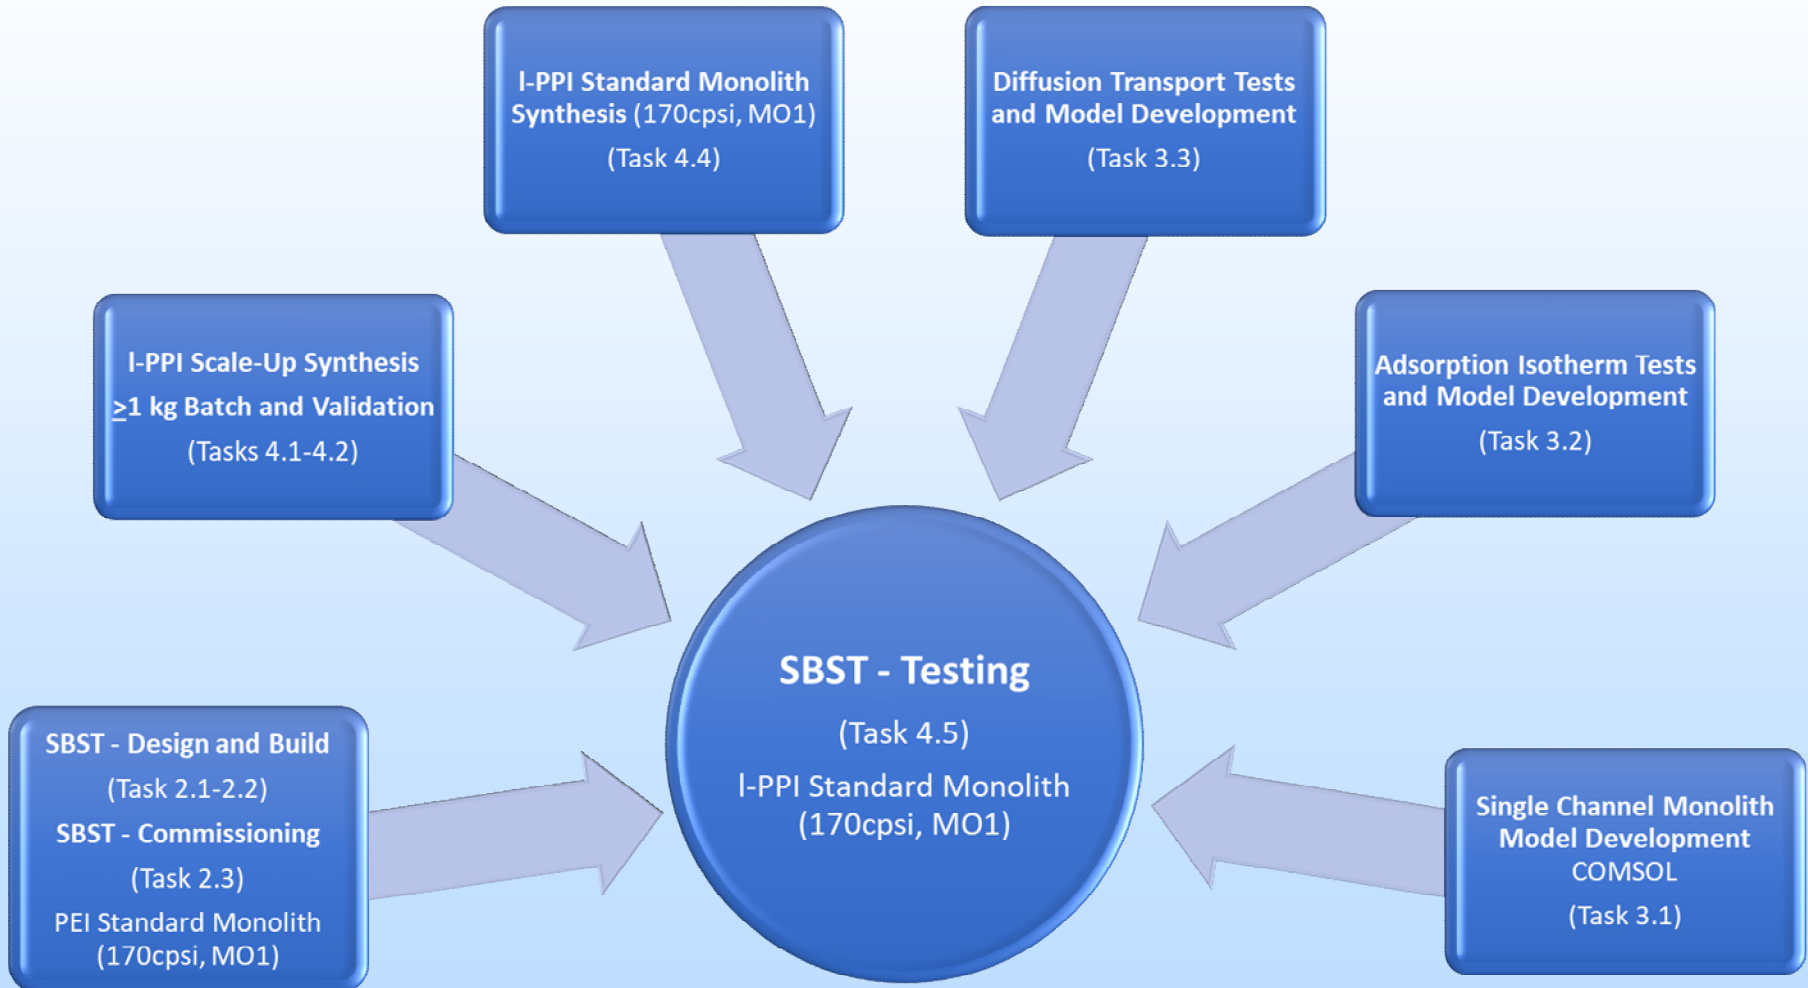 l-PPI Standard Monolith
Synthesis (170cpsi, MO1)
(Task 4.4)
Diffusion Transport Tests
and Model Development
(Task 3.3)
l-PPI Scale-Up Synthesis
≥1 kg Batch and Validation
(Tasks 4.1-4.2)
Adsorption Isotherm Tests
and Model Development
(Task 3.2)
SBST - Design and Build
(Task 2.1-2.2)
SBST - Commissioning
(Task 2.3)
PEI Standard Monolith
(170cpsi, MO1)
SBST - Testing
(Task 4.5)
l-PPI Standard Monolith
(170cpsi, MO1)
Single Channel Monolith
Model Development
COMSOL
(Task 3.1)